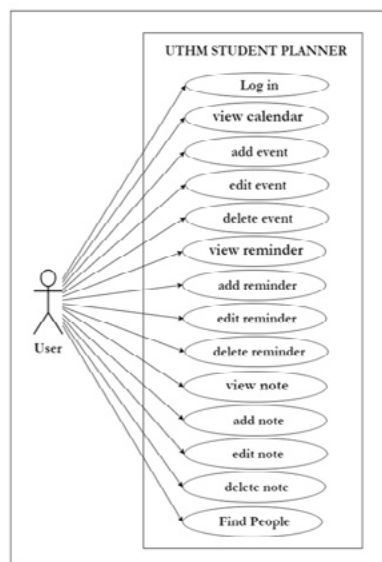 UTHM STUDENT PLANNER
Log in
view calendar
add event
edit event
delete event
view reminder
add reminder
edit reminder
delete reminder
view note
add note
edit note
delete note
Find People
User